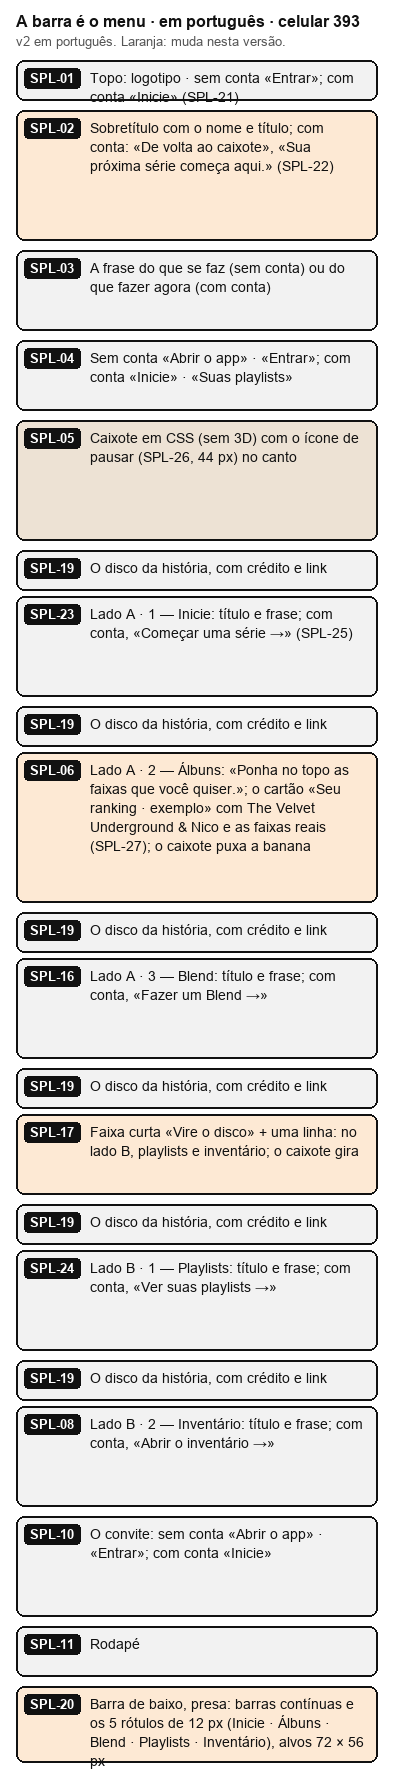 A barra é o menu · em português · celular 393
v2 em português. Laranja: muda nesta versão.
SPL-01 Topo: logotipo · sem conta «Entrar»; com
conta «Inicie» (SPL-21)
SPL-02 Sobretítulo com o nome e título; com
conta: «De volta ao caixote», «Sua
próxima série começa aqui.» (SPL-22)
SPL-03 A frase do que se faz (sem conta) ou do
que fazer agora (com conta)
SPL-04 Sem conta «Abrir o app» · «Entrar»; com
conta «Inicie» · «Suas playlists»
SPL-05 Caixote em CSS (sem 3D) com o ícone de
pausar (SPL-26, 44 px) no canto
SPL-19 O disco da história, com crédito e link
SPL-23 Lado A · 1 — Inicie: título e frase; com
conta, «Começar uma série →» (SPL-25)
SPL-19 O disco da história, com crédito e link
SPL-06 Lado A · 2 — Álbuns: «Ponha no topo as
faixas que você quiser.»; o cartão «Seu
ranking · exemplo» com The Velvet
Underground & Nico e as faixas reais
(SPL-27); o caixote puxa a banana
SPL-19 O disco da história, com crédito e link
SPL-16 Lado A · 3 — Blend: título e frase; com
conta, «Fazer um Blend →»
SPL-19 O disco da história, com crédito e link
SPL-17 Faixa curta «Vire o disco» + uma linha: no
lado B, playlists e inventário; o caixote gira
SPL-19 O disco da história, com crédito e link
SPL-24 Lado B · 1 — Playlists: título e frase; com
conta, «Ver suas playlists →»
SPL-19 O disco da história, com crédito e link
SPL-08 Lado B · 2 — Inventário: título e frase; com
conta, «Abrir o inventário →»
SPL-10 O convite: sem conta «Abrir o app» ·
«Entrar»; com conta «Inicie»
SPL-11 Rodapé
SPL-20 Barra de baixo, presa: barras contínuas e
os 5 rótulos de 12 px (Inicie · Álbuns ·
Blend · Playlists · Inventário), alvos 72 × 56
px